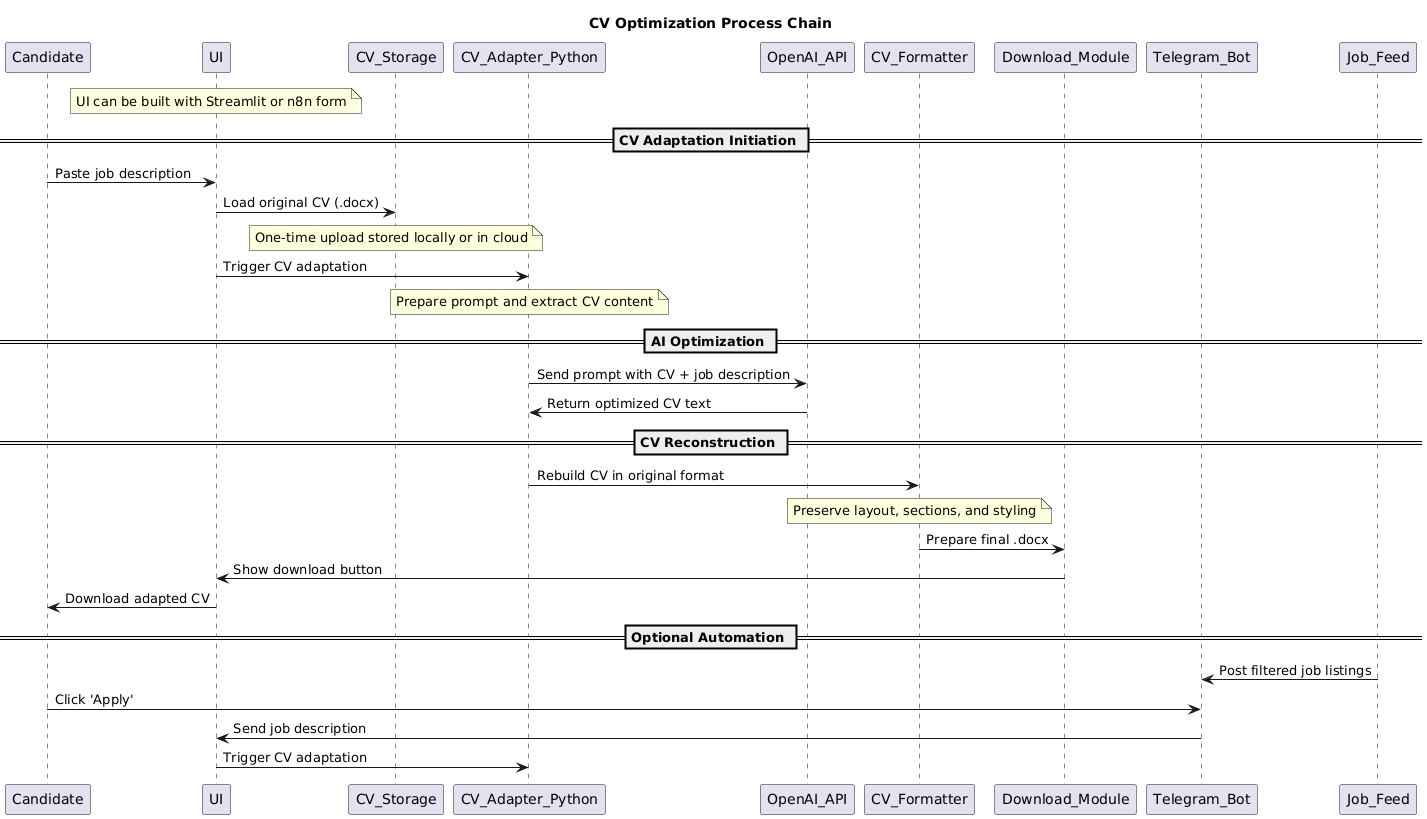 CV Optimization Process Chain
Candidate
UI
CV_Storage
CV_Adapter_Python
OpenAI_API
CV_Formatter
Download_Module
Telegram_Bot
Job_Feed
UI can be built with Streamlit or n8n form
CV Adaptation Initiation
Paste job description
Load original CV (.docx)
One-time upload stored locally or in cloud
Trigger CV adaptation
Prepare prompt and extract CV content
AI Optimization
Send prompt with CV + job description
Return optimized CV text
CV Reconstruction
Rebuild CV in original format
Preserve layout, sections, and styling
Prepare final .docx
Show download button
Download adapted CV
Optional Automation
Post filtered job listings
Click 'Apply'
Send job description
Trigger CV adaptation
Candidate
UI
CV_Storage
CV_Adapter_Python
OpenAI_API
CV_Formatter
Download_Module
Telegram_Bot
Job_Feed